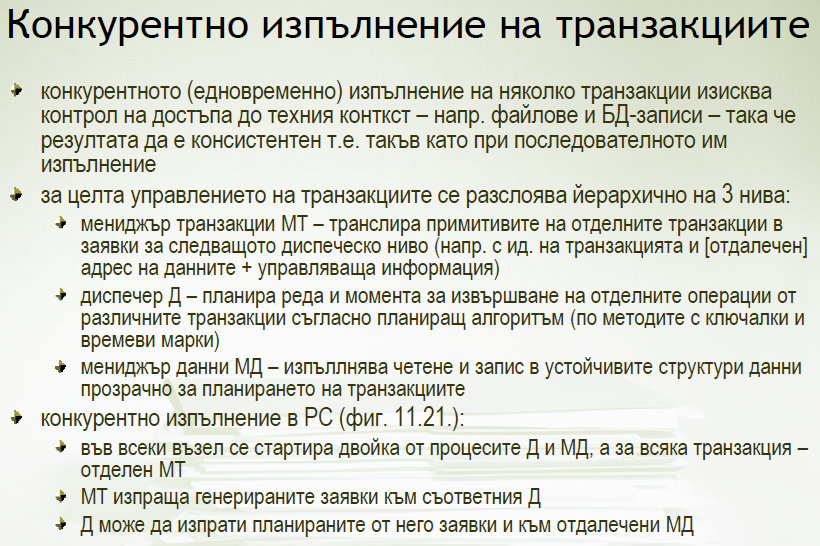 Конкурентно изпълнение на транзакциите
конкурентното (едновременно) изпълнение на няколко транзакции изисква
контрол на достъпа до техния конткст – напр. файлове и БД-записи – така че
резултата да е консистентен т.е. такъв като при последователното им
изпълнение
за целта управлението на транзакциите се разслоява йерархично на 3 нива:
мениджър транзакции МТ – транслира примитивите на отделните транзакции в
заявки за следващото диспеческо ниво (напр. с ид. на транзакцията и [отдалечен]
адрес на данните + управляваща информация)
диспечер Д – планира реда и момента за извършване на отделните операции от
различните транзакции съгласно планиращ алгоритъм (по методите с ключалки и
времеви марки)
мениджър данни МД – изпъллнява четене и запис в устойчивите структури данни
прозрачно за планирането на транзакциите
конкурентно изпълнение в РС (фиг. 11.21.):
във всеки възел се стартира двойка от процесите Д и МД, а за всяка транзакция –
отделен МТ
МТ изпраща генерираните заявки към съответния Д
Д може да изпрати планираните от него заявки и към отдалечени МД